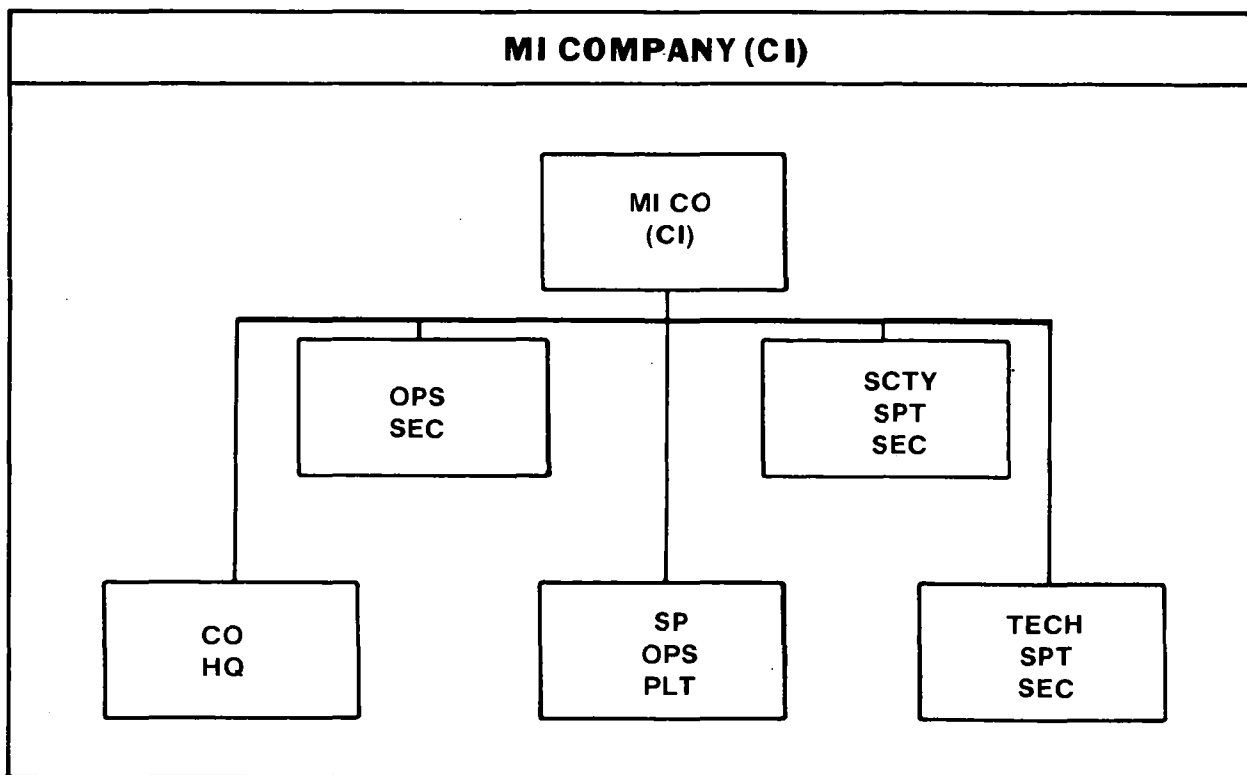 MI COMPANY (CI)
MI CO
(CI)
OPS
SEC
SCTY
SPT
SEC
CO
HQ
SP
OPS
PLT
TECH
SPT
SEC